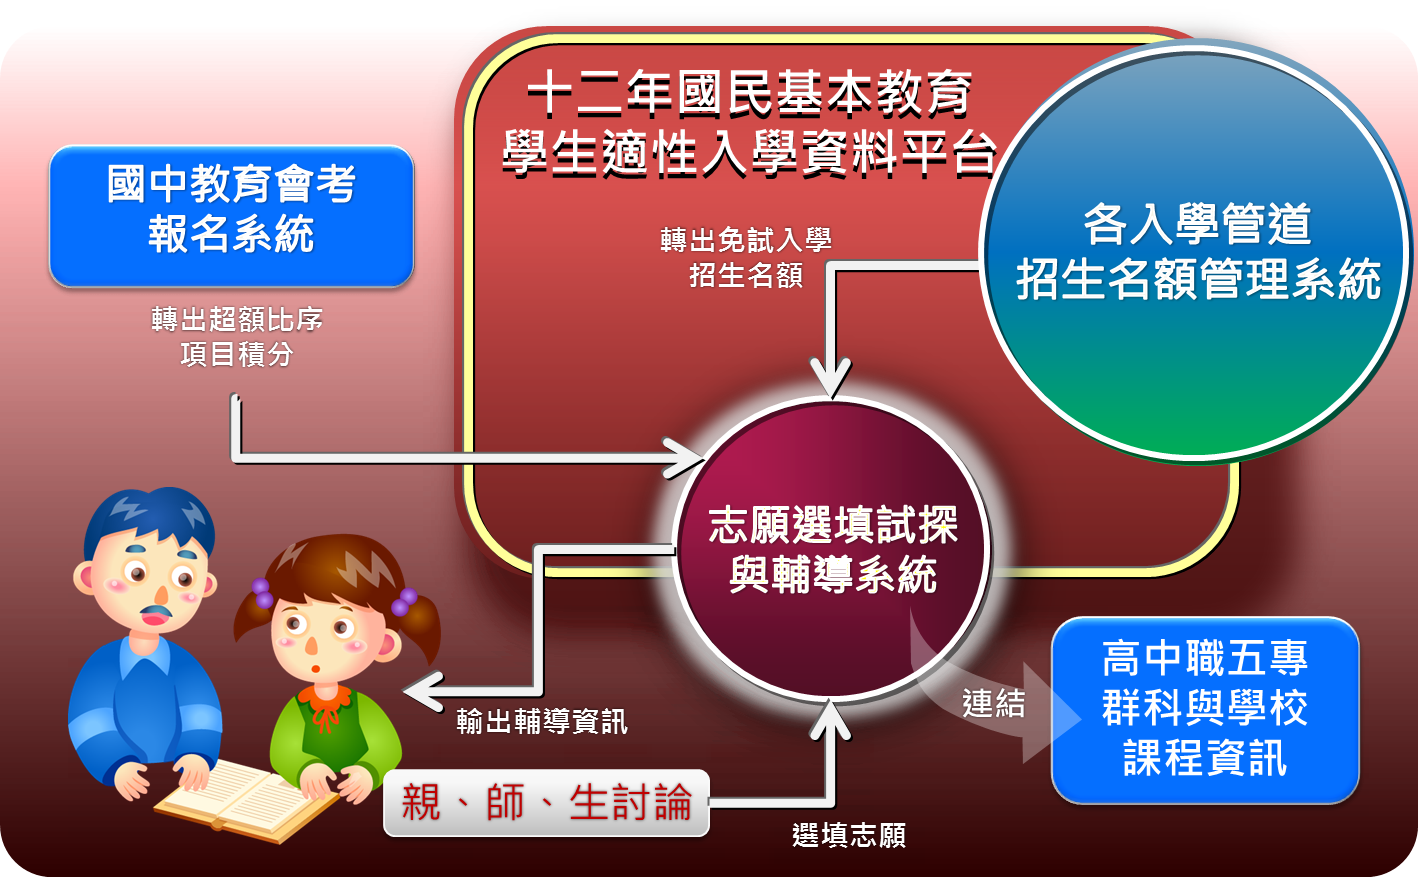 十二年國民基本教育
學生適性入學資料平台
國中教育會考
報名系統
各入學管道
招生名額管理系統
轉出免試入學
招生名額
轉出超額比序
項目積分
志願選填試探
與輔導系統
高中職五專
群科與學校
課程資訊
連結
輸出輔導資訊
親、師、生討論
選填志願